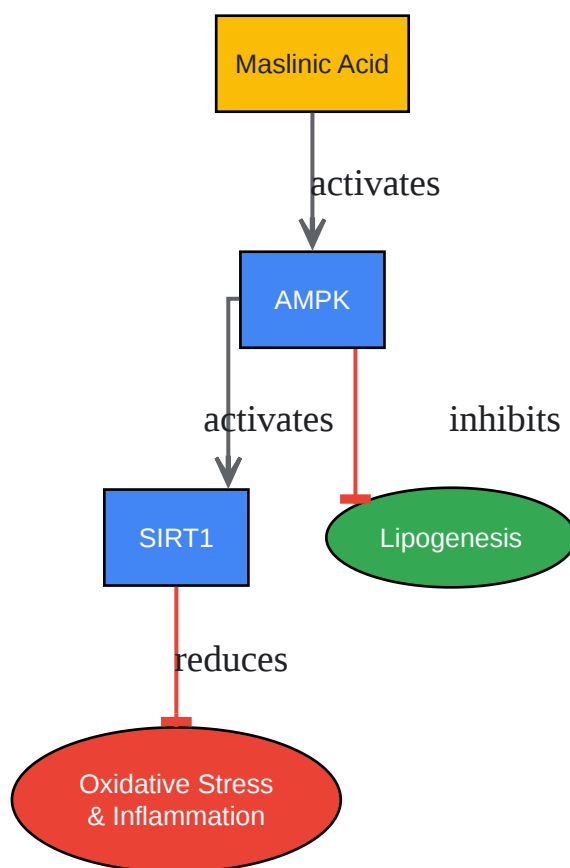 Maslinic Acid
activates
AMPK
activates
inhibits
SIRT1
Lipogenesis
reduces
Oxidative Stress
& Inflammation